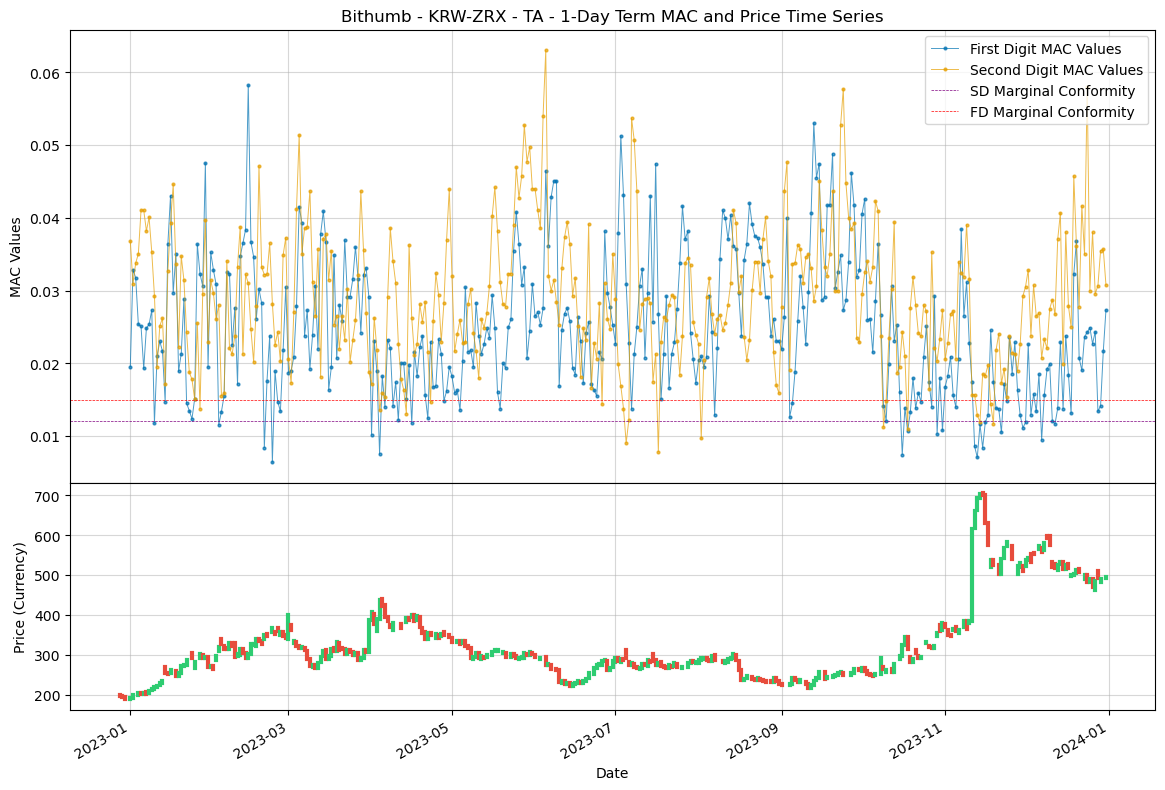 Bithumb - KRW-ZRX - TA - 1-Day Term MAC and Price Time Series
First Digit MAC Values
Second Digit MAC Values
SD Marginal Conformity
FD Marginal Conformity
MAC Values
0.06
0.05
0.04
0.03
0.02
0.01
Price (Currency)
700
600
500
400
300
200
2023-01
2023-03
2023-05
2023-07
2023-09
2023-11
2024-01
Date